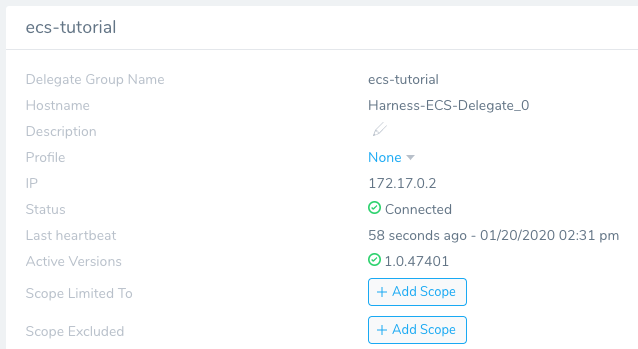 ecs-tutorial
Delegate Group Name ecs-tutorial
Hostname Harness-ECS-Delegate_0
Description
Profile None
IP 172.17.0.2
Status Connected
Last heartbeat 58 seconds ago - 01/20/2020 02:31 pm
Active Versions 1.0.47401
Scope Limited To + Add Scope
Scope Excluded + Add Scope